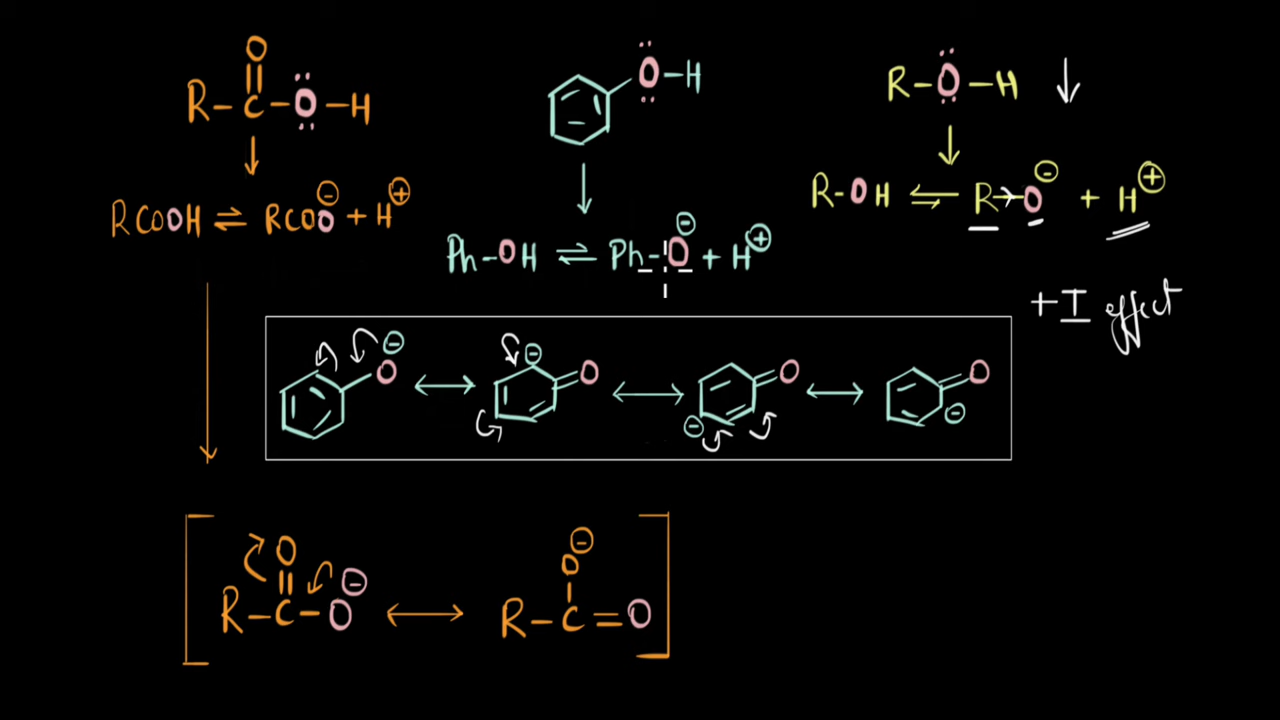 O
R–C–Ö–H
Ö–H
R–Ö–H ↓
RCOOH ⇌ RCOO⊖ + H⊕
Ph–OH ⇌ Ph–O⊖ + H⊕
R–OH ⇌ R→O⊖ + H⊕
+I effect
O⊖ ↔ ⊖ O ↔ ⊖ O ↔ ⊖ O
O O⊖
R–C–O⊖ ↔ R–C=O